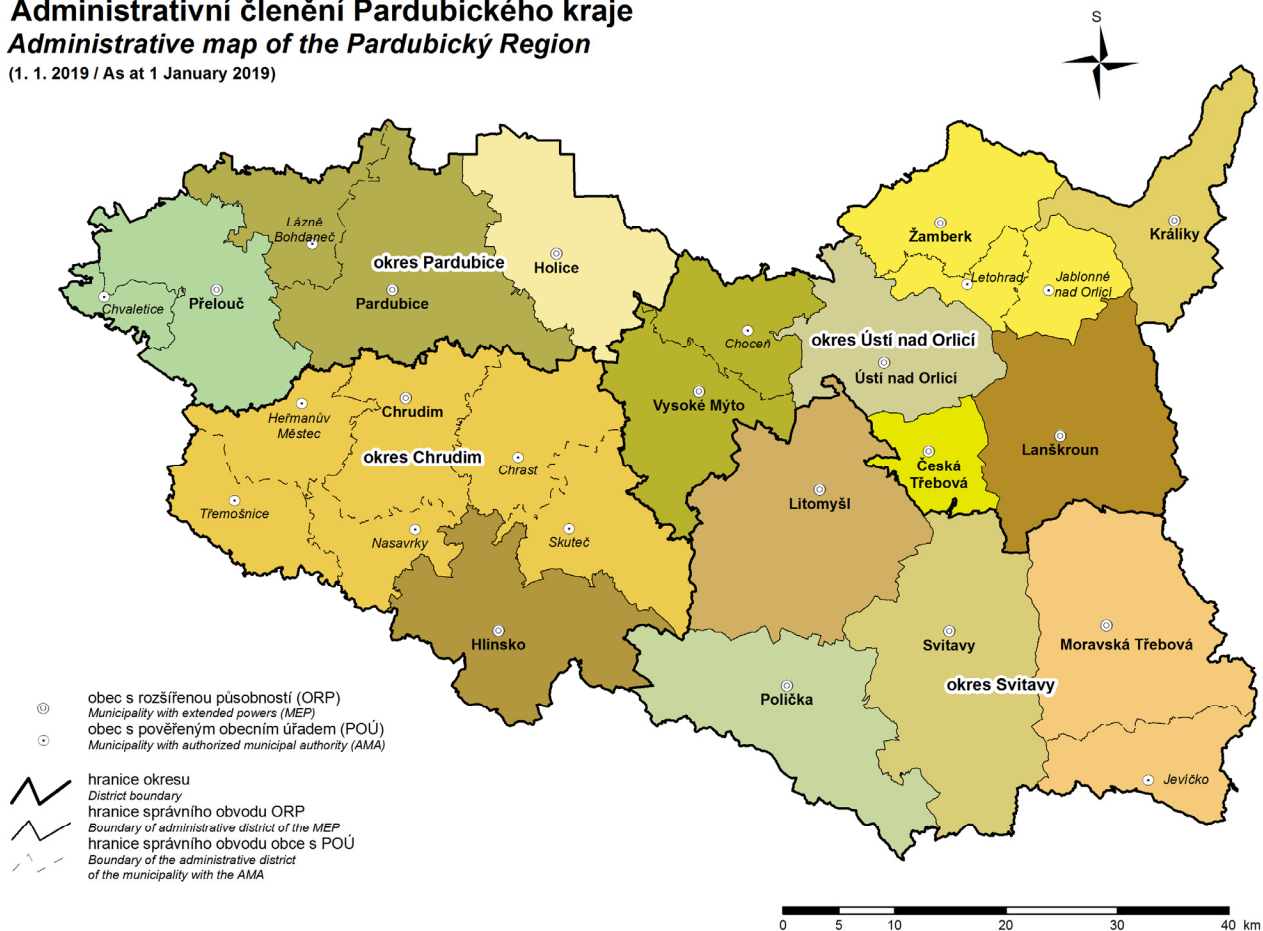 Administrativní členění Pardubického kraje
Administrative map of the Pardubický Region
(1. 1. 2019 / As at 1 January 2019)
S
Králíky
Žamberk
Letohrad
Jablonné
nad Orlicí
Lázně
Bohdaneč
okres Pardubice
Holice
Chvaletice
Přelouč
Pardubice
Choceň
okres Ústí nad Orlicí
Ústí nad Orlicí
Vysoké Mýto
Heřmanův
Městec
Chrudim
okres Chrudim
Chrast
Česká
Třebová
Lanškroun
Litomyšl
Třemošnice
Nasavrky
Skuteč
Hlinsko
Svitavy
Moravská Třebová
okres Svitavy
Polička
Jevíčko
obec s rozšířenou působností (ORP)
Municipality with extended powers (MEP)
obec s pověřeným obecním úřadem (POÚ)
Municipality with authorized municipal authority (AMA)
hranice okresu
District boundary
hranice správního obvodu ORP
Boundary of administrative district of the MEP
hranice správního obvodu obce s POÚ
Boundary of the administrative district
of the municipality with the AMA
0 5 10 20 30 40 km